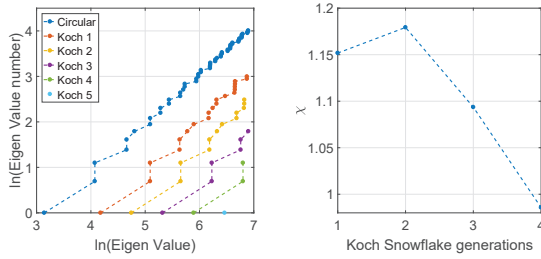 Circular
Koch 1
Koch 2
Koch 3
Koch 4
Koch 5
ln(Eigen Value number)
4
3
2
1
0
3 4 5 6 7
ln(Eigen Value)
χ
1.15
1.1
1.05
1
1 2 3 4
Koch Snowflake generations